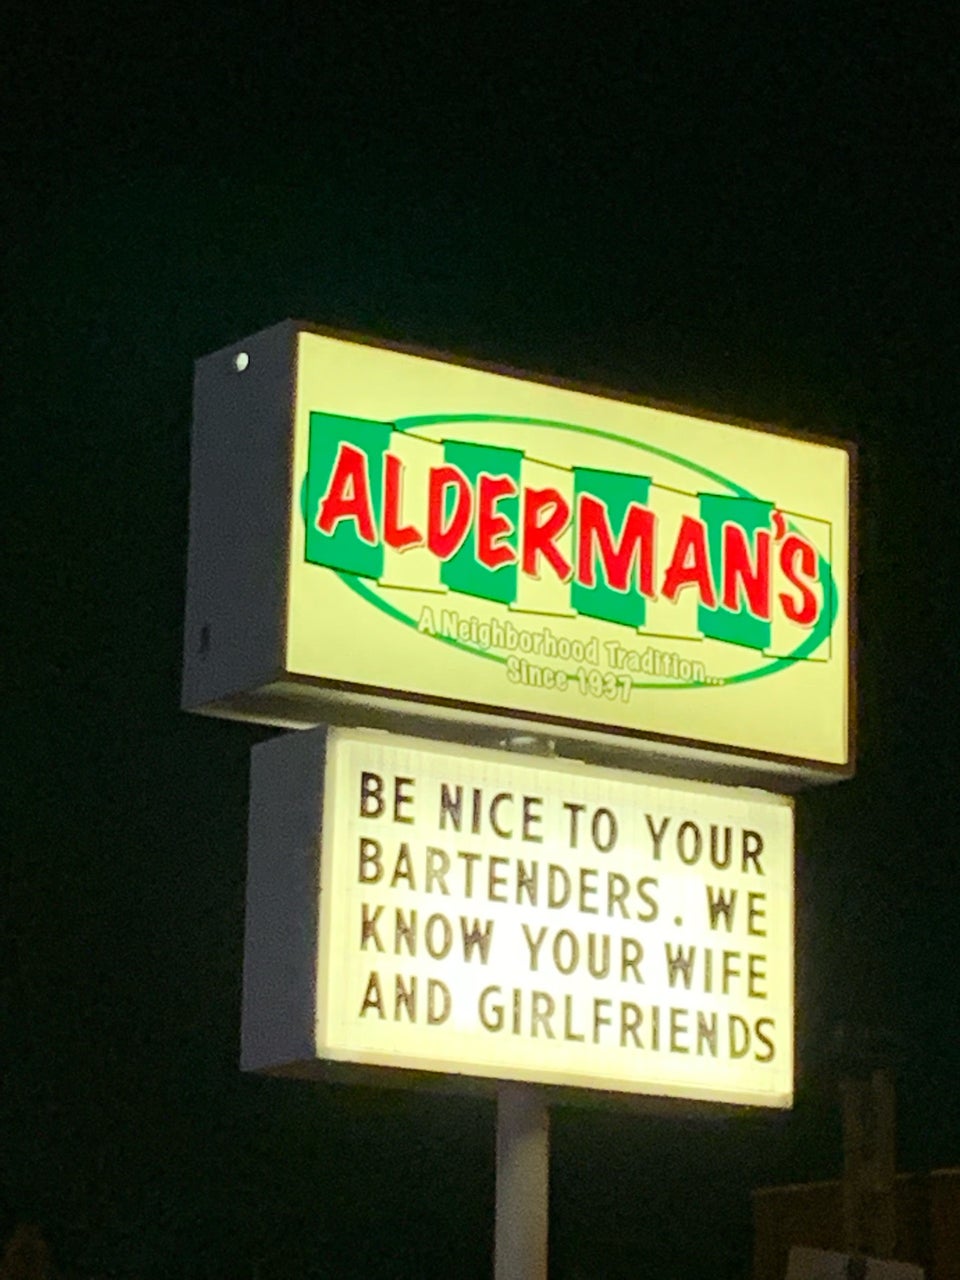 ALDERMAN'S
A Neighborhood Tradition...
Since 1937
BE NICE TO YOUR
BARTENDERS. WE
KNOW YOUR WIFE
AND GIRLFRIENDS